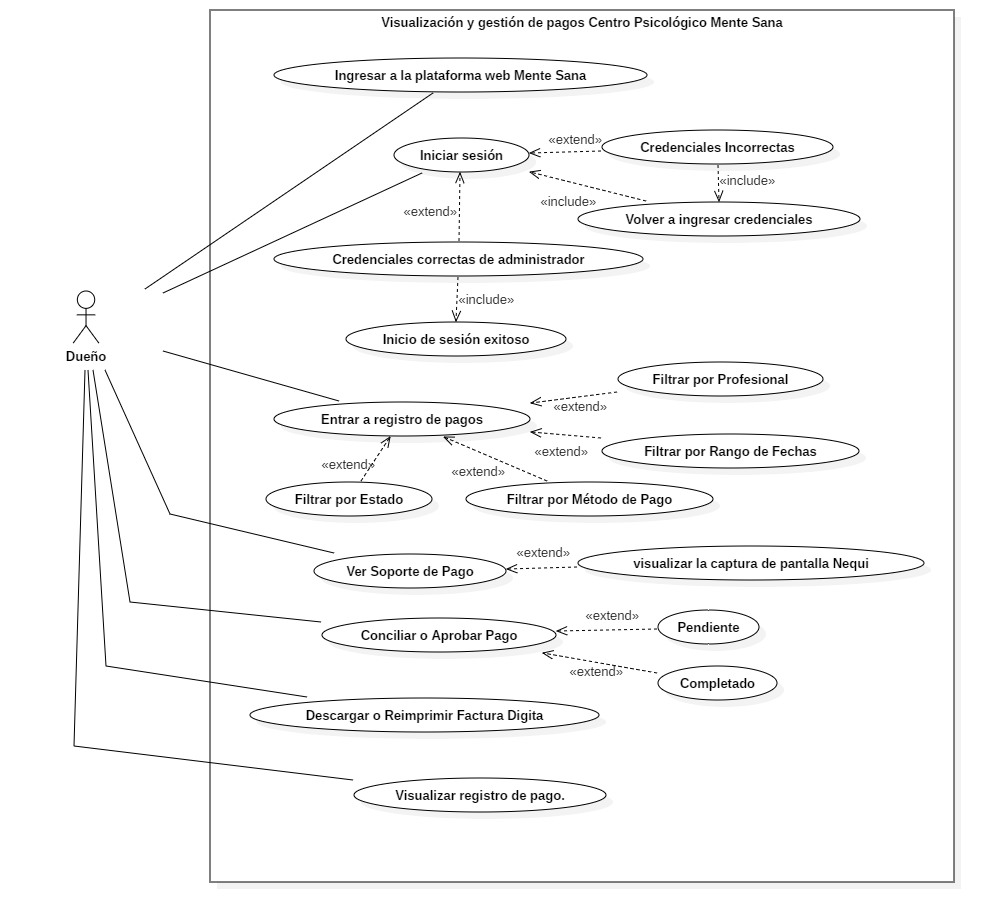 Visualización y gestión de pagos Centro Psicológico Mente Sana
Ingresar a la plataforma web Mente Sana
Iniciar sesión
«extend»
Credenciales Incorrectas
«include»
«include»
Volver a ingresar credenciales
«extend»
Credenciales correctas de administrador
«include»
Inicio de sesión exitoso
Dueño
Filtrar por Profesional
«extend»
Entrar a registro de pagos
«extend»
Filtrar por Rango de Fechas
«extend»
«extend»
Filtrar por Estado
Filtrar por Método de Pago
«extend»
Ver Soporte de Pago
visualizar la captura de pantalla Nequi
«extend»
Pendiente
Conciliar o Aprobar Pago
«extend»
Completado
Descargar o Reimprimir Factura Digita
Visualizar registro de pago.